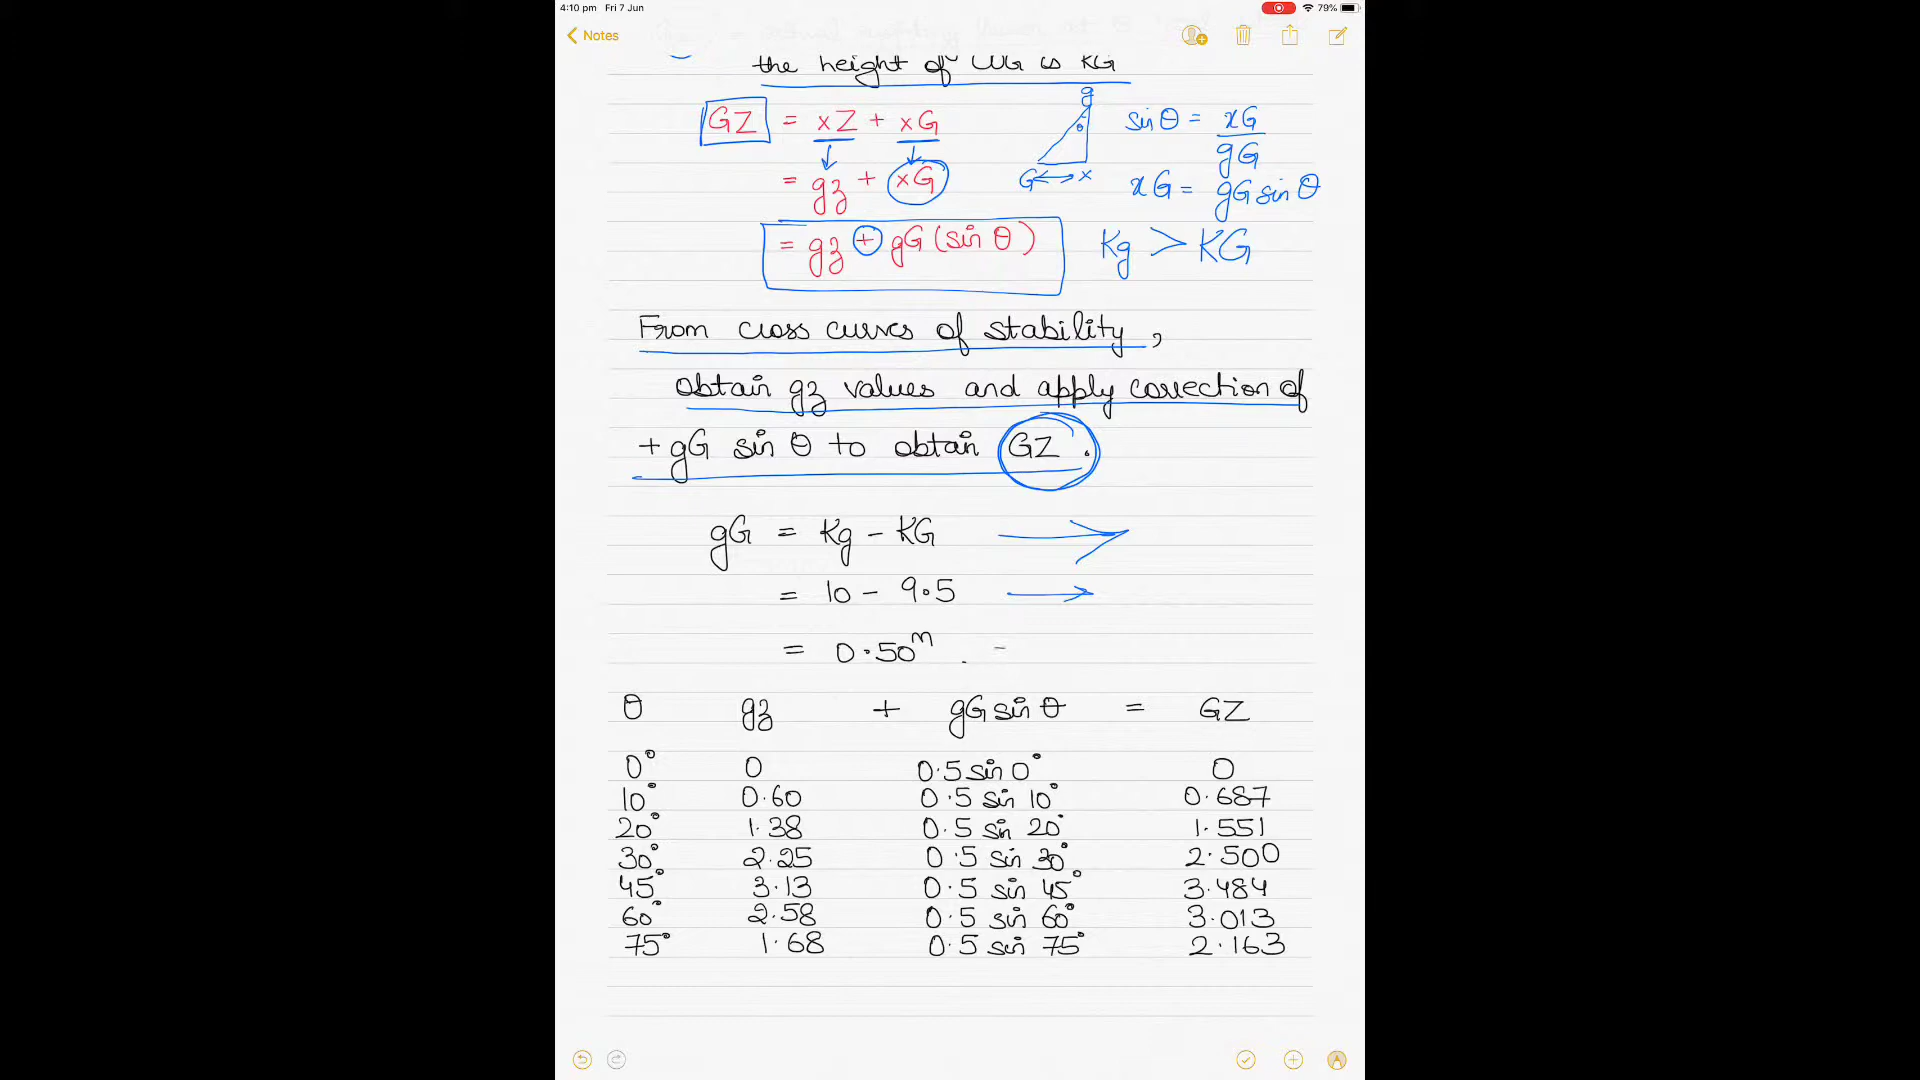 4:10 pm Fri 7 Jun 79%
Notes
the height of WG is KG
GZ = xZ + xG
= gz + xG
= gz + gG (sin θ)
g
θ
G x
sin θ = xG / gG
xG = gG sin θ
Kg > KG
From cross curves of stability,
obtain gz values and apply correction of
+ gG sin θ to obtain GZ.
gG = Kg - KG
= 10 - 9.5
= 0.50 m
θ gz + gG sin θ = GZ
0° 0 0.5 sin 0° 0
10° 0.60 0.5 sin 10° 0.687
20° 1.38 0.5 sin 20° 1.551
30° 2.25 0.5 sin 30° 2.500
45° 3.13 0.5 sin 45° 3.484
60° 2.58 0.5 sin 60° 3.013
75° 1.68 0.5 sin 75° 2.163